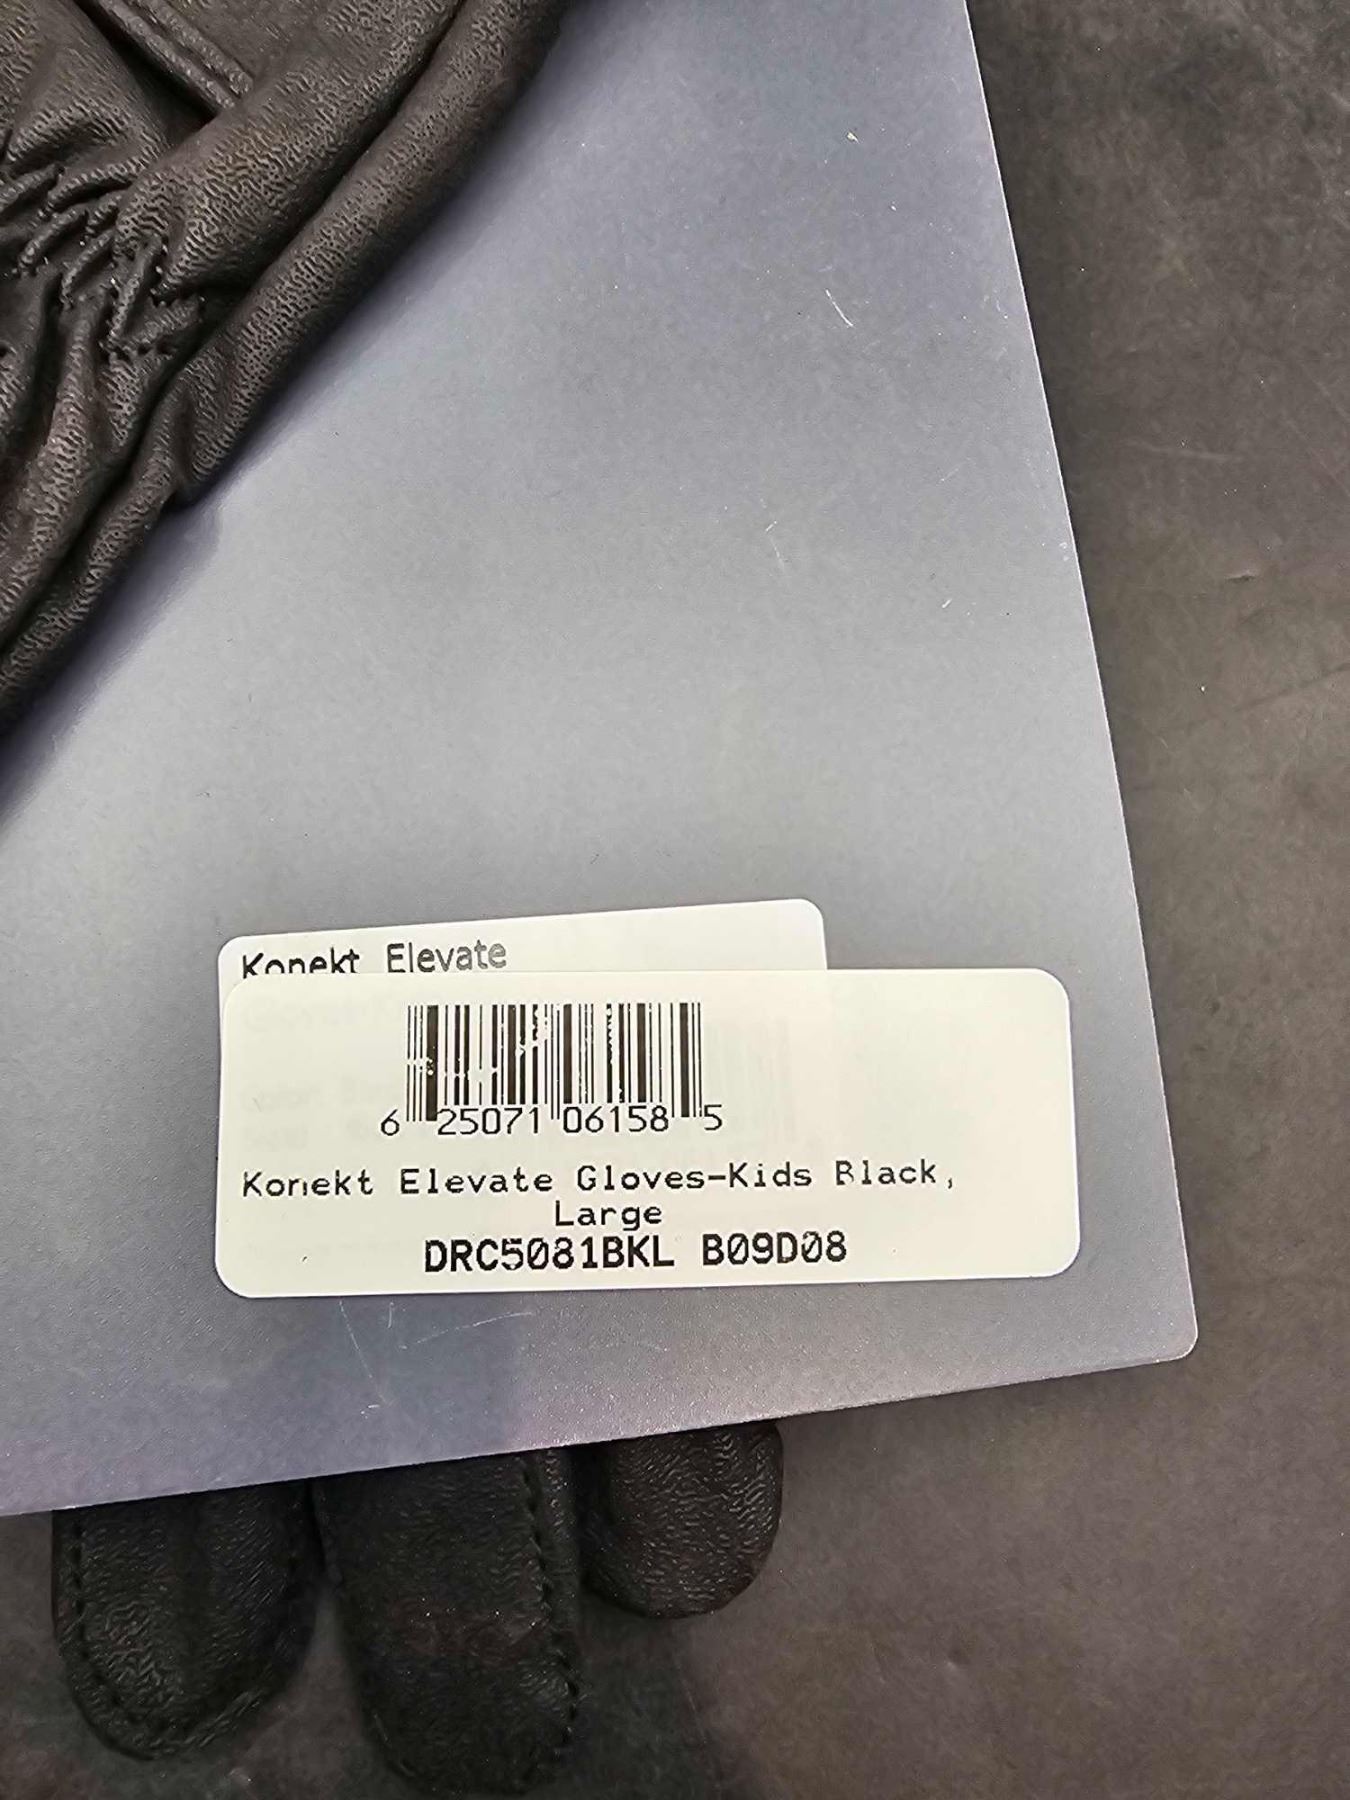 Konekt Elevate
6 25071 06158 5
Konekt Elevate Gloves-Kids Black,
Large
DRC5081BKL B09D08